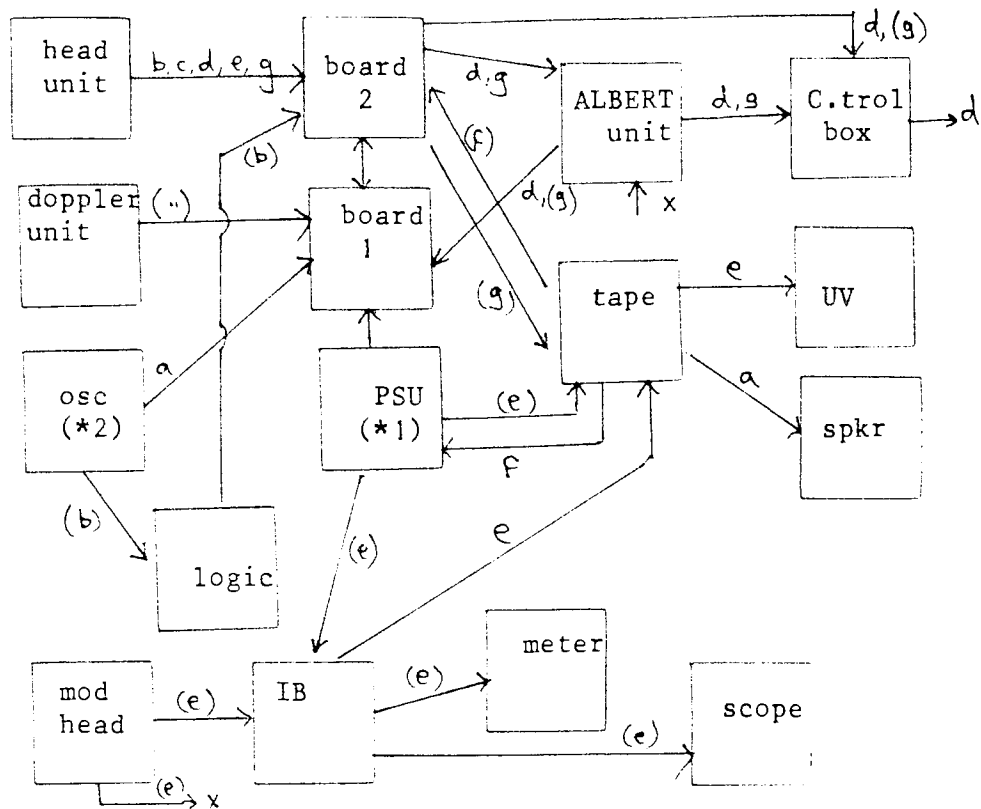 head
unit
b,c,d,e,g
board
2
d,g
d,(g)
ALBERT
unit
d,g
C.trol
box
d
(b)
(f)
x
doppler
unit
(..)
board
1
d,(g)
(g)
tape
e
UV
osc
(*2)
a
PSU
(*1)
(e)
f
a
spkr
(b)
logic
(e)
e
mod
head
(e)
IB
(e)
meter
(e)
scope
(e)
x